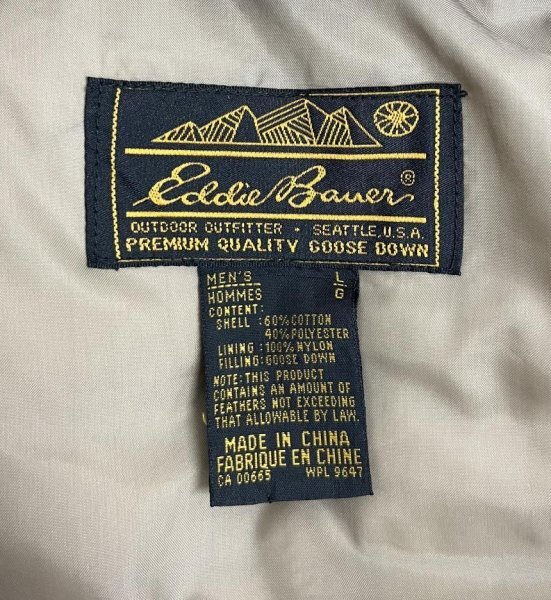 Eddie Bauer®
OUTDOOR OUTFITTER • SEATTLE, U.S.A.
PREMIUM QUALITY GOOSE DOWN
MEN'S L
HOMMES G
CONTENT:
SHELL :60%COTTON
40%POLYESTER
LINING :100%NYLON
FILLING:GOOSE DOWN
NOTE:THIS PRODUCT
CONTAINS AN AMOUNT OF
FEATHERS NOT EXCEEDING
THAT ALLOWABLE BY LAW.
MADE IN CHINA
FABRIQUE EN CHINE
CA 00665 WPL 9647